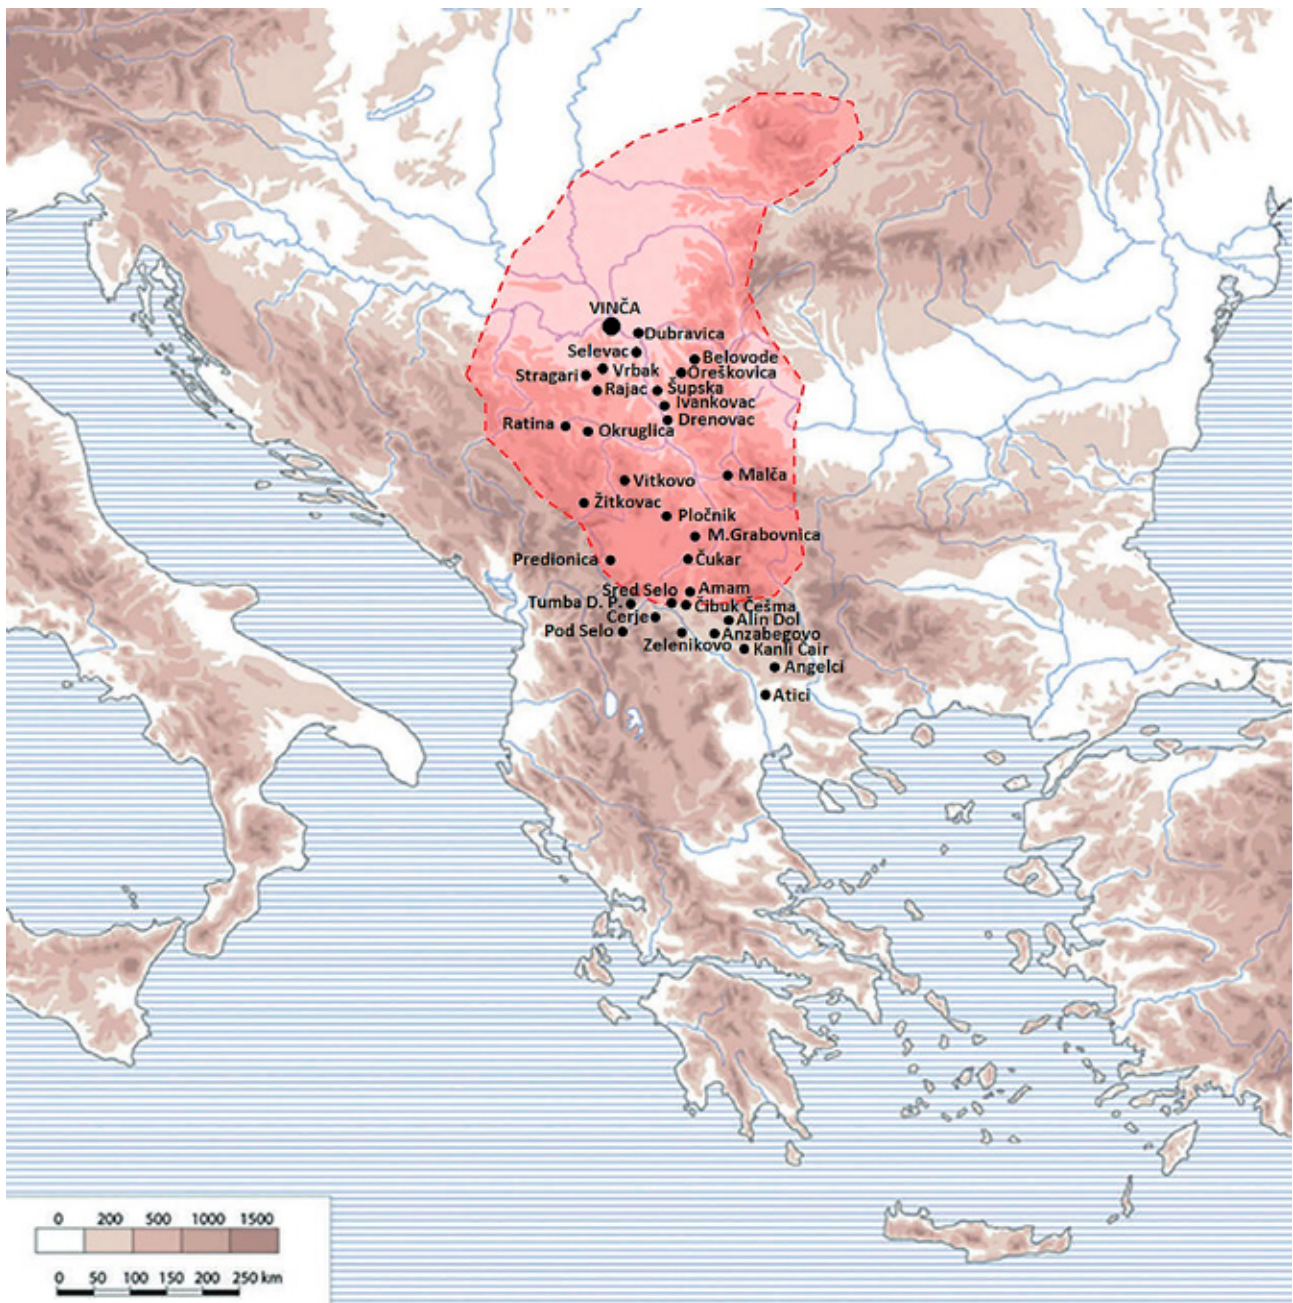 VINČA
Dubravica
Selevac
Belovode
Vrbak
Oreškovica
Stragari
Rajac
Šupska
Ivankovac
Drenovac
Ratina
Okruglica
Malča
Vitkovo
Žitkovac
Pločnik
M.Grabovnica
Predionica
Čukar
Sred Selo
Amam
Tumba D. P.
Čibuk Češma
Cerje
Alin Dol
Pod Selo
Anzabegovo
Zelenikovo
Kanli Čair
Angelci
Atici
0 200 500 1000 1500
0 50 100 150 200 250 km